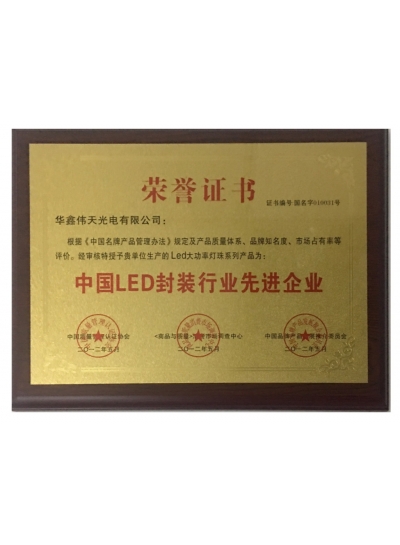 荣誉证书
证书编号:国名字
华鑫伟天光电有限公司：
根据《中国名牌产品管理办法》规定及产品质量体系、品牌知名度、市场占有率等
评价。经审核特授予贵单位生产的Led大功率灯珠系列产品为：
中国LED封装行业先进企业
二〇一二年五月 二〇一二年五月 二〇一二年五月